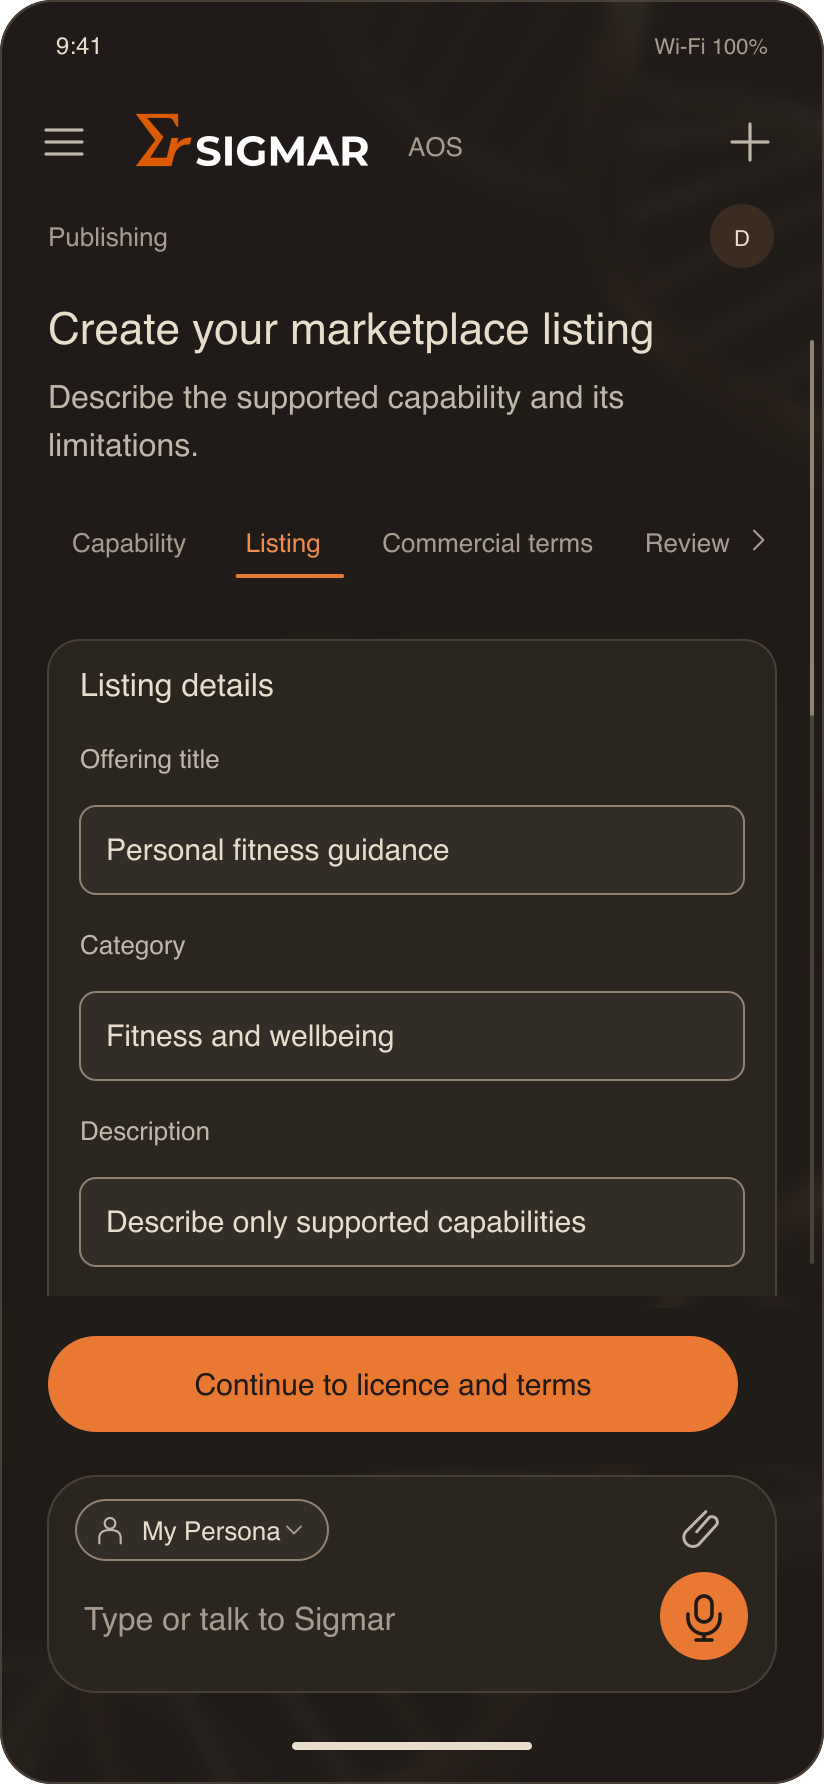 9:41
Wi-Fi 100%
Σr SIGMAR AOS
Publishing
D
Create your marketplace listing
Describe the supported capability and its
limitations.
Capability Listing Commercial terms Review
Listing details
Offering title
Personal fitness guidance
Category
Fitness and wellbeing
Description
Describe only supported capabilities
Continue to licence and terms
My Persona
Type or talk to Sigmar